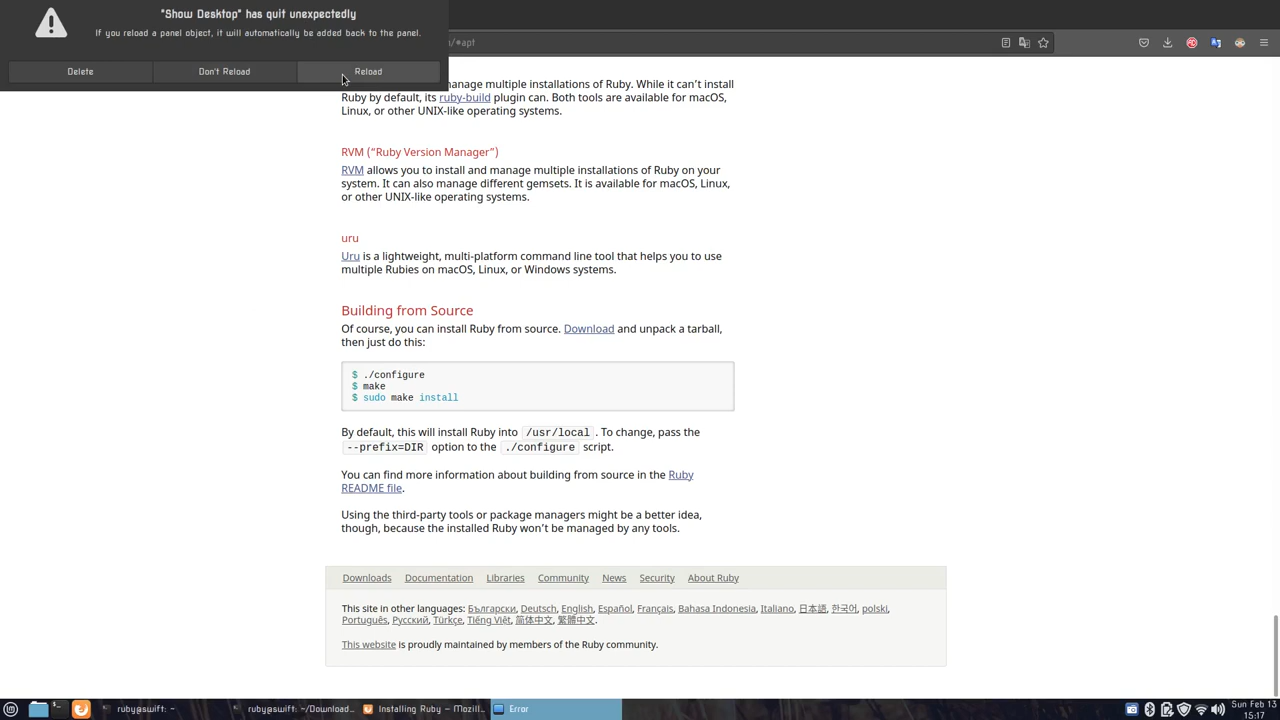 "Show Desktop" has quit unexpectedly
If you reload a panel object, it will automatically be added back to the panel.
Delete
Don't Reload
Reload
anage multiple installations of Ruby. While it can't install
Ruby by default, its ruby-build plugin can. Both tools are available for macOS,
Linux, or other UNIX-like operating systems.
RVM (“Ruby Version Manager”)
RVM allows you to install and manage multiple installations of Ruby on your
system. It can also manage different gemsets. It is available for macOS, Linux,
or other UNIX-like operating systems.
uru
Uru is a lightweight, multi-platform command line tool that helps you to use
multiple Rubies on macOS, Linux, or Windows systems.
Building from Source
Of course, you can install Ruby from source. Download and unpack a tarball,
then just do this:
$ ./configure
$ make
$ sudo make install
By default, this will install Ruby into /usr/local. To change, pass the
--prefix=DIR option to the ./configure script.
You can find more information about building from source in the Ruby
README file.
Using the third-party tools or package managers might be a better idea,
though, because the installed Ruby won’t be managed by any tools.
Downloads Documentation Libraries Community News Security About Ruby
This site in other languages: Български, Deutsch, English, Español, Français, Bahasa Indonesia, Italiano, 日本語, 한국어, polski,
Português, Русский, Türkçe, Tiếng Việt, 简体中文, 繁體中文.
This website is proudly maintained by members of the Ruby community.
ruby@swift: ~
ruby@swift: ~/Download...
Installing Ruby — Mozill...
Error
Sun Feb 13
15:17